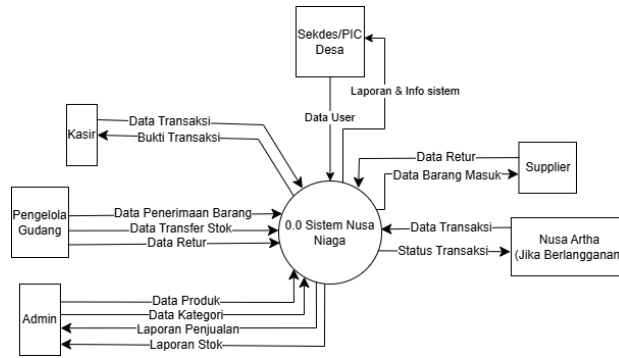 Sekdes/PIC
Desa
Laporan & Info sistem
Data User
Kasir
Data Transaksi
Bukti Transaksi
Data Retur
Data Barang Masuk
Supplier
Pengelola
Gudang
Data Penerimaan Barang
Data Transfer Stok
Data Retur
0.0 Sistem Nusa
Niaga
Data Transaksi
Status Transaksi
Nusa Artha
(Jika Berlangganan)
Admin
Data Produk
Data Kategori
Laporan Penjualan
Laporan Stok